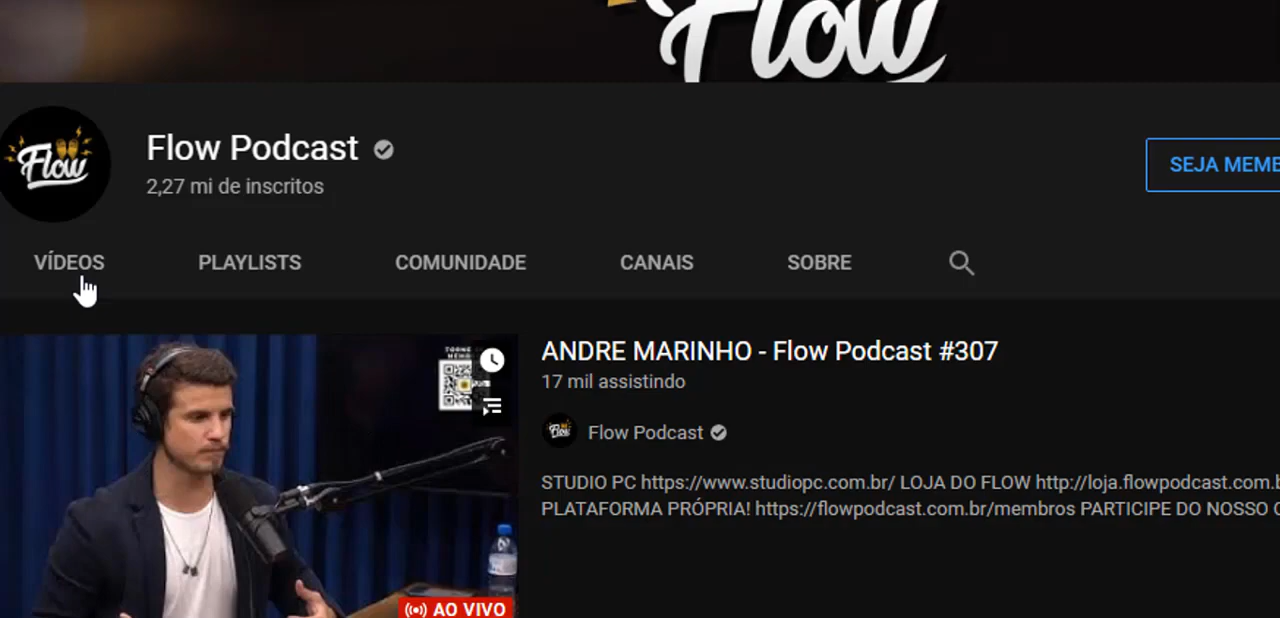 Flow
Flow
Flow Podcast
2,27 mi de inscritos
SEJA MEMB
VÍDEOS
PLAYLISTS
COMUNIDADE
CANAIS
SOBRE
ANDRE MARINHO - Flow Podcast #307
17 mil assistindo
Flow
Flow Podcast
STUDIO PC https://www.studiopc.com.br/ LOJA DO FLOW http://loja.flowpodcast.com.b
PLATAFORMA PRÓPRIA! https://flowpodcast.com.br/membros PARTICIPE DO NOSSO
AO VIVO